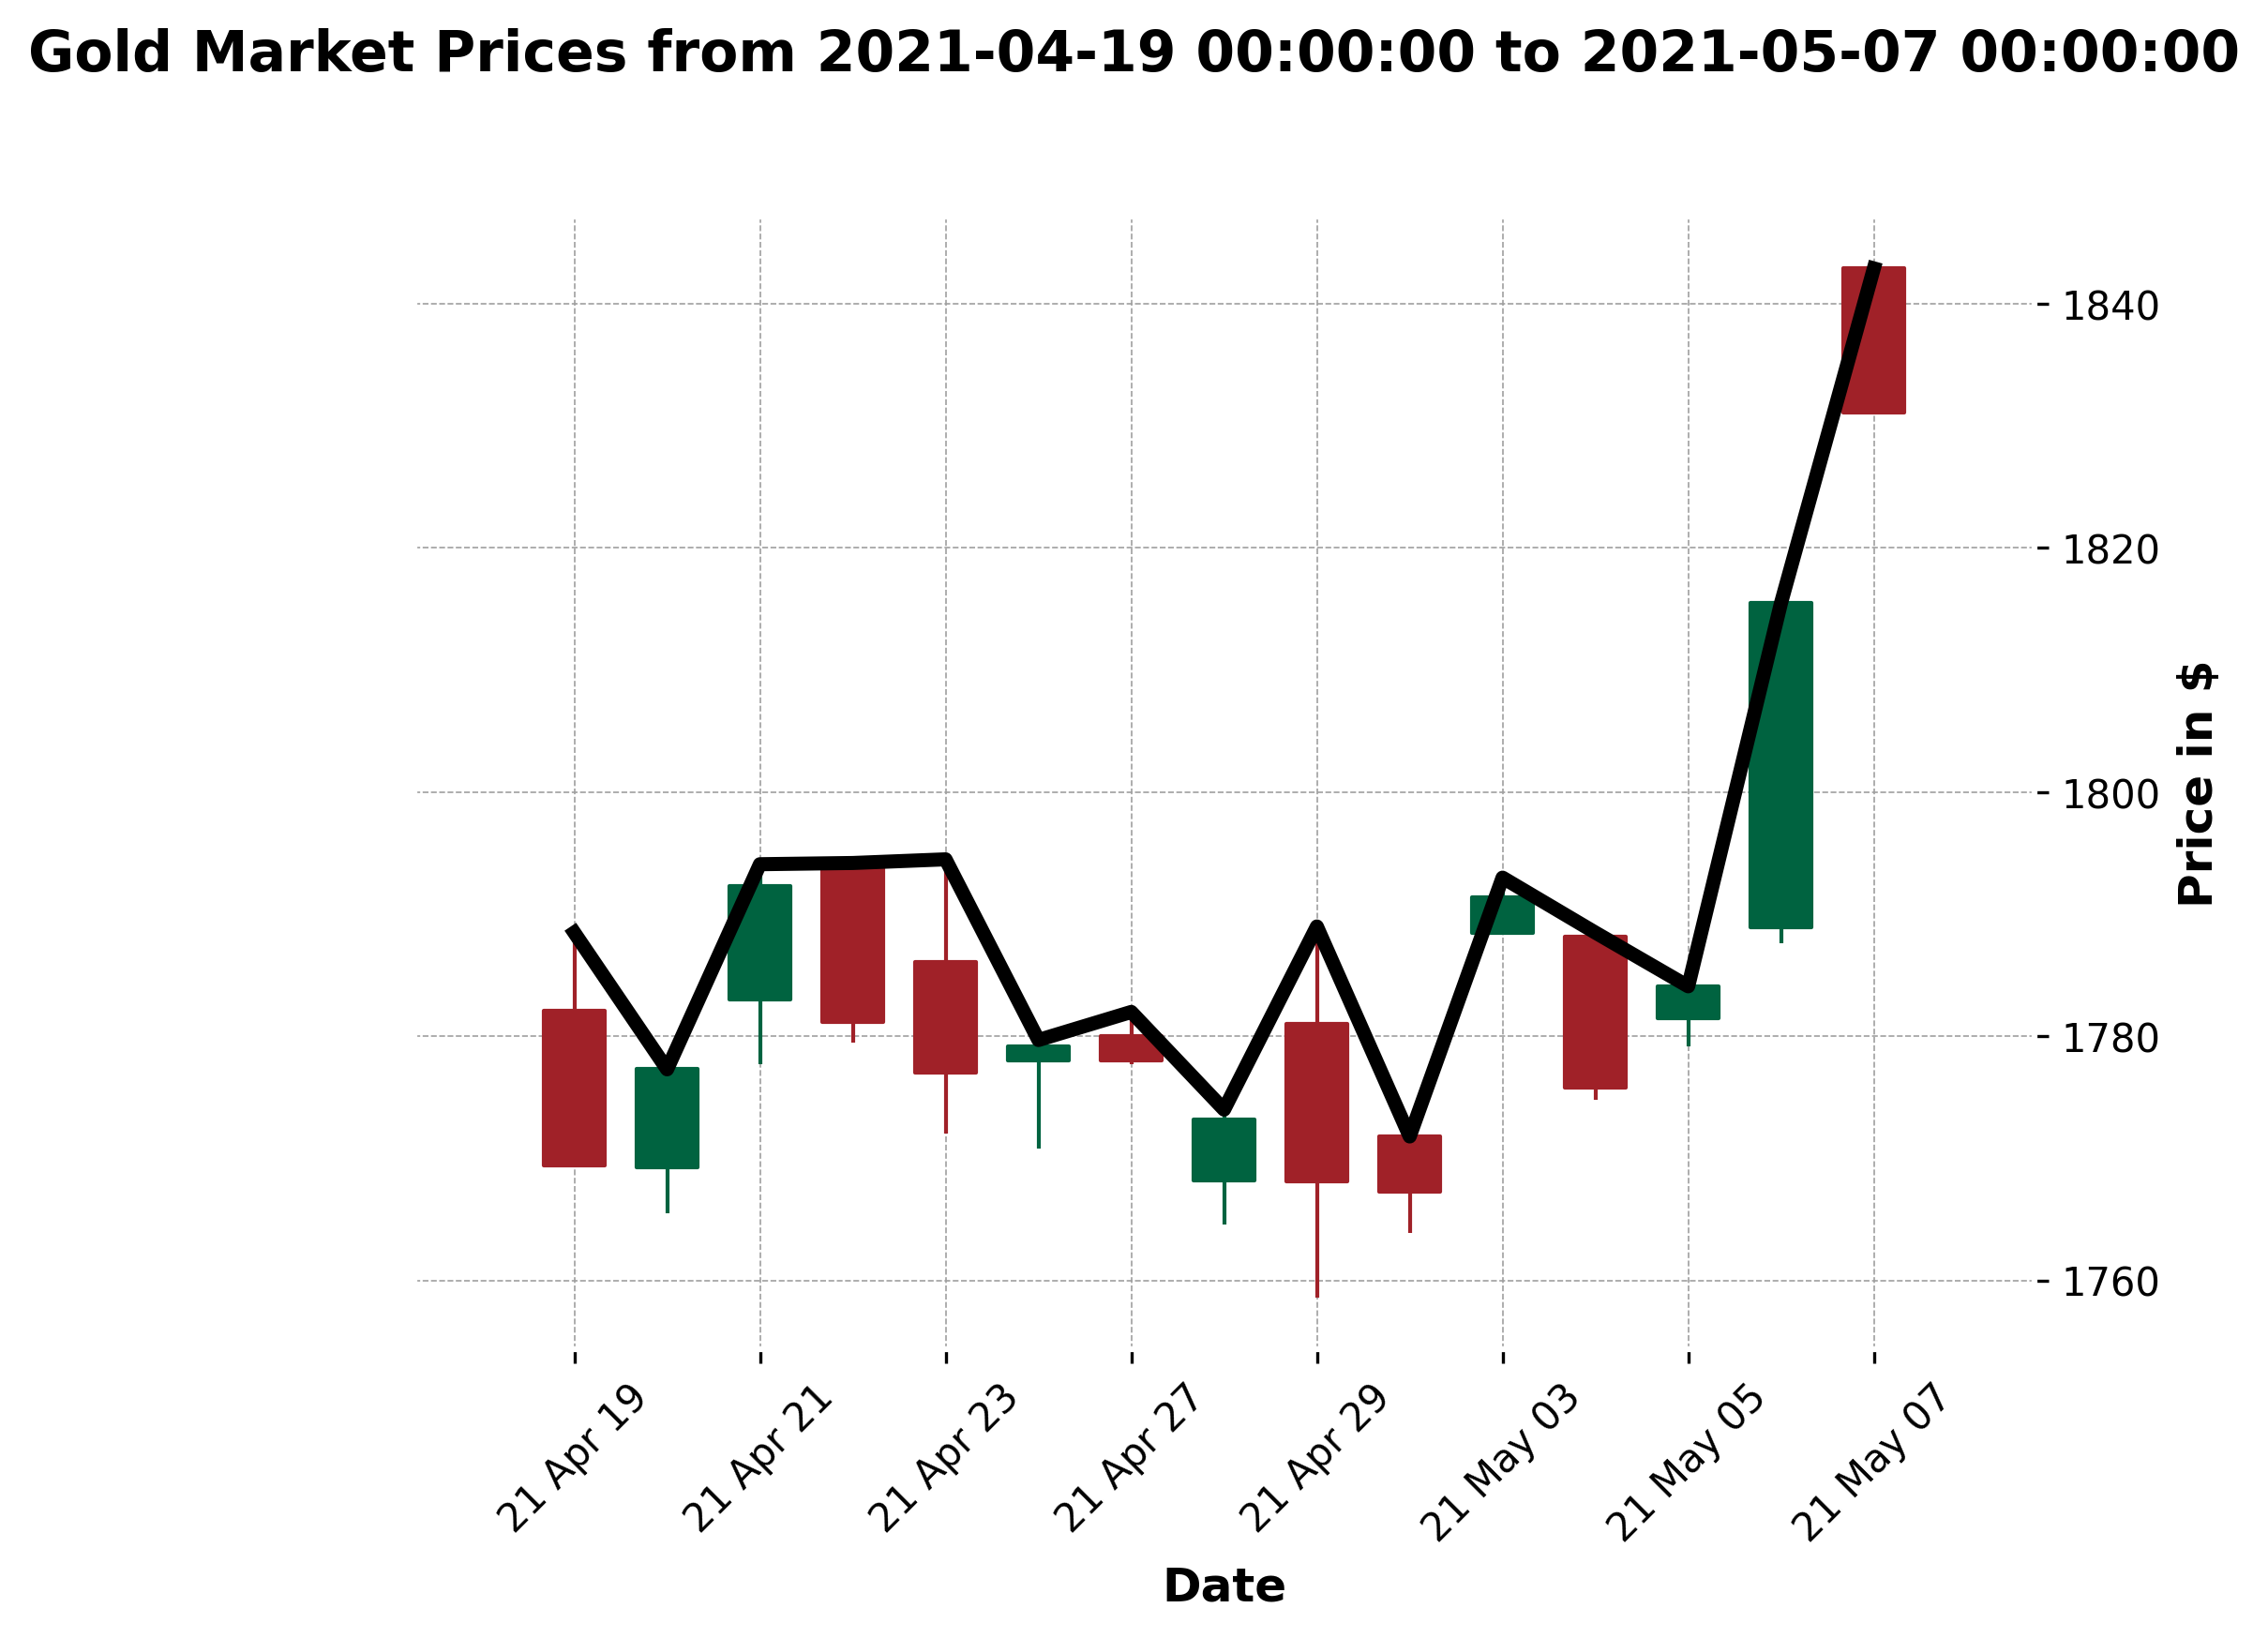 Gold Market Prices from 2021-04-19 00:00:00 to 2021-05-07 00:00:00
1840
1820
1800
1780
1760
Price in $
21 Apr 19
21 Apr 21
21 Apr 23
21 Apr 27
21 Apr 29
21 May 03
21 May 05
21 May 07
Date